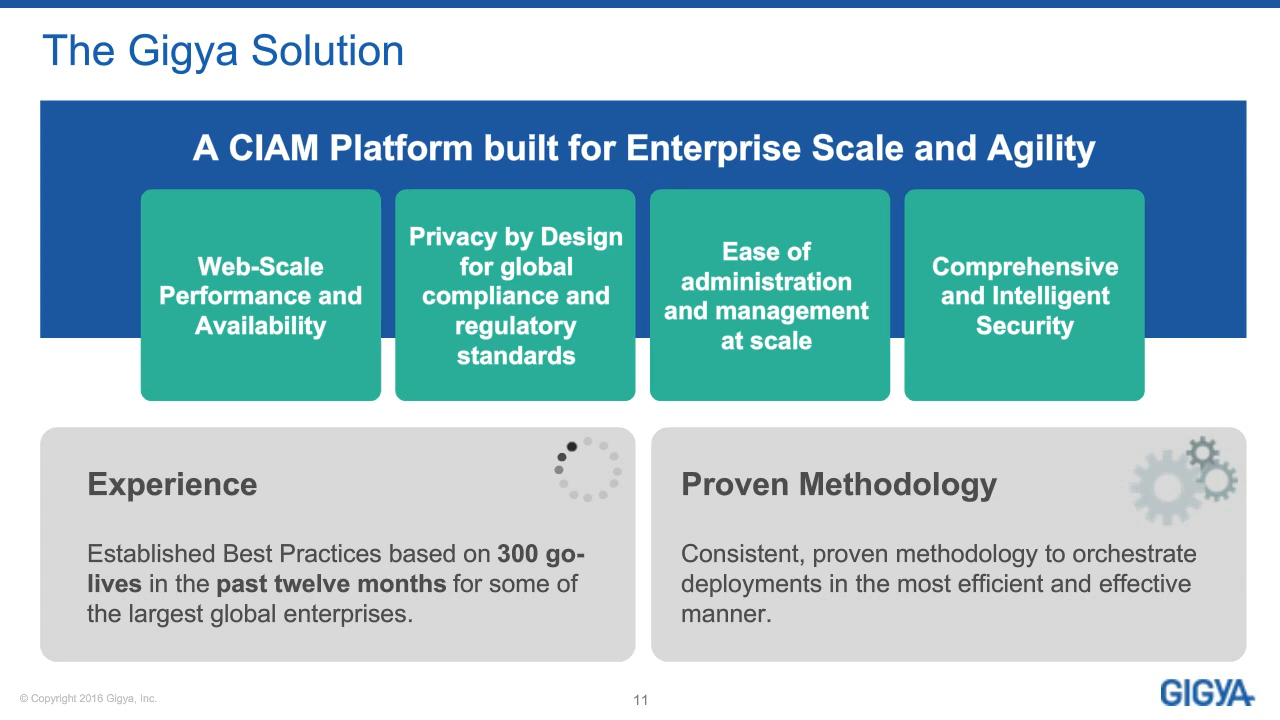 The Gigya Solution
A CIAM Platform built for Enterprise Scale and Agility
Web-Scale
Performance and
Availability
Privacy by Design
for global
compliance and
regulatory
standards
Ease of
administration
and management
at scale
Comprehensive
and Intelligent
Security
Experience
Established Best Practices based on 300 go-
lives in the past twelve months for some of
the largest global enterprises.
Proven Methodology
Consistent, proven methodology to orchestrate
deployments in the most efficient and effective
manner.
© Copyright 2016 Gigya, Inc.
11
GIGYA